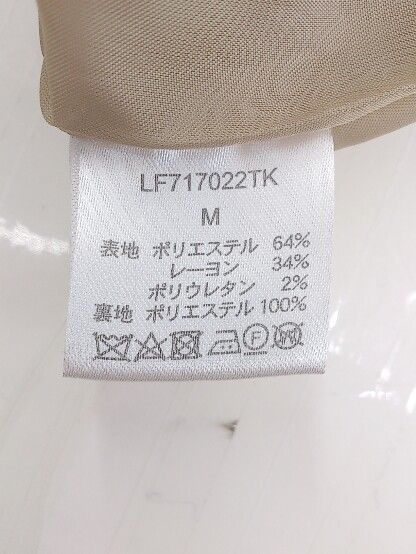 LF717022TK
M
表地 ポリエステル 64%
レーヨン 34%
ポリウレタン 2%
裏地 ポリエステル 100%
F W